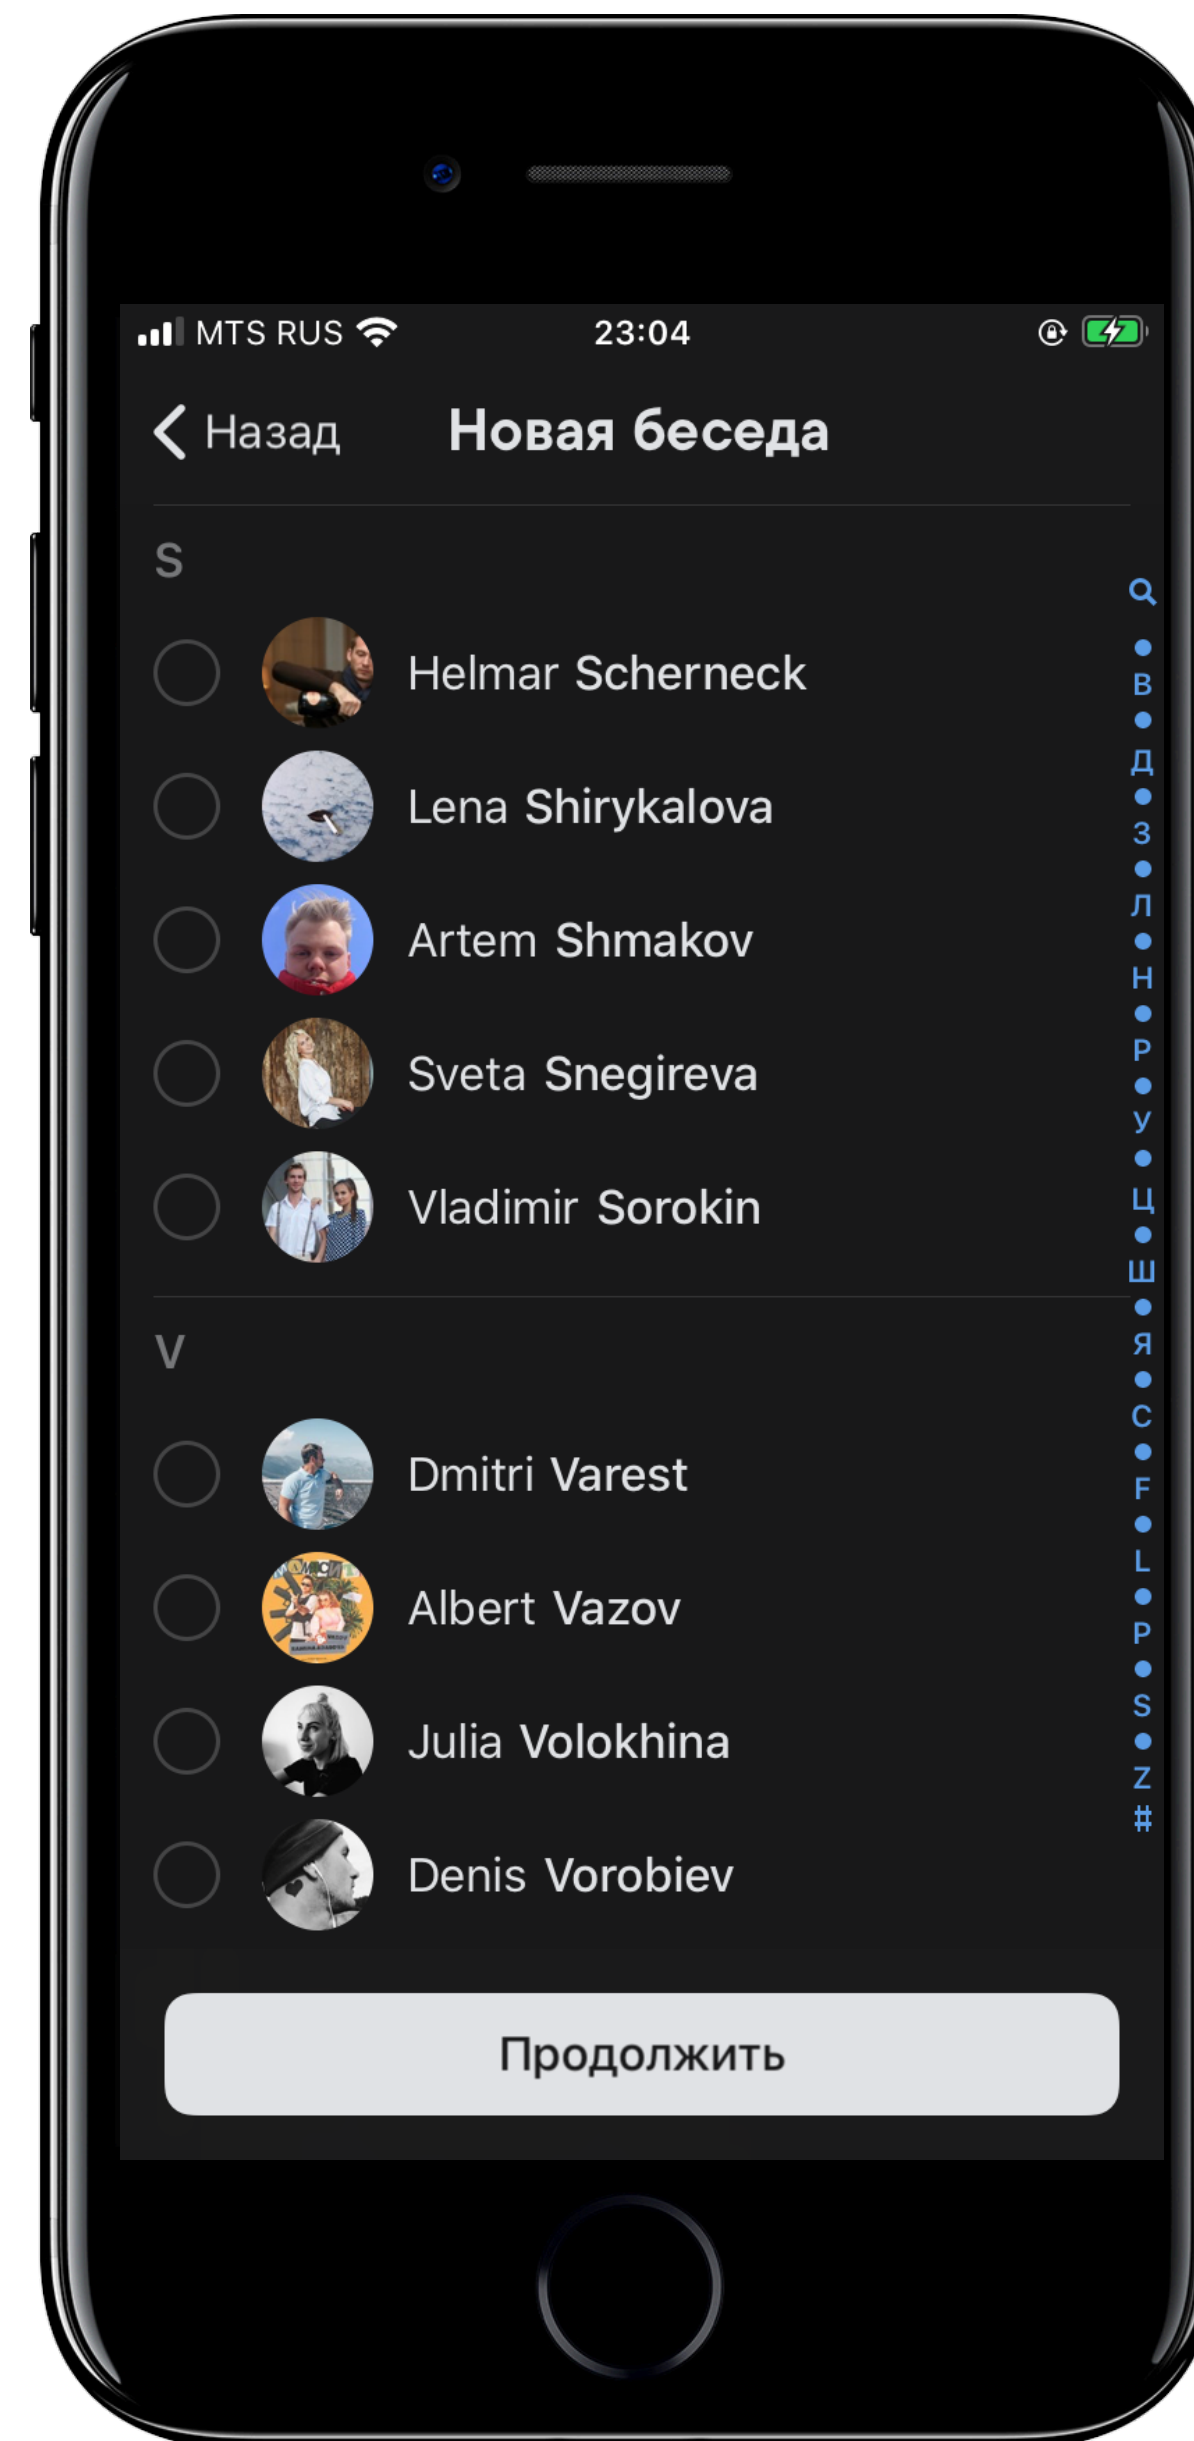 MTS RUS 23:04
Назад Новая беседа
S
Helmar Scherneck
Lena Shirykalova
Artem Shmakov
Sveta Snegireva
Vladimir Sorokin
V
Dmitri Varest
Albert Vazov
Julia Volokhina
Denis Vorobiev
Продолжить
В
Д
З
Л
Н
Р
У
Ц
Ш
Я
C
F
L
P
S
Z
#